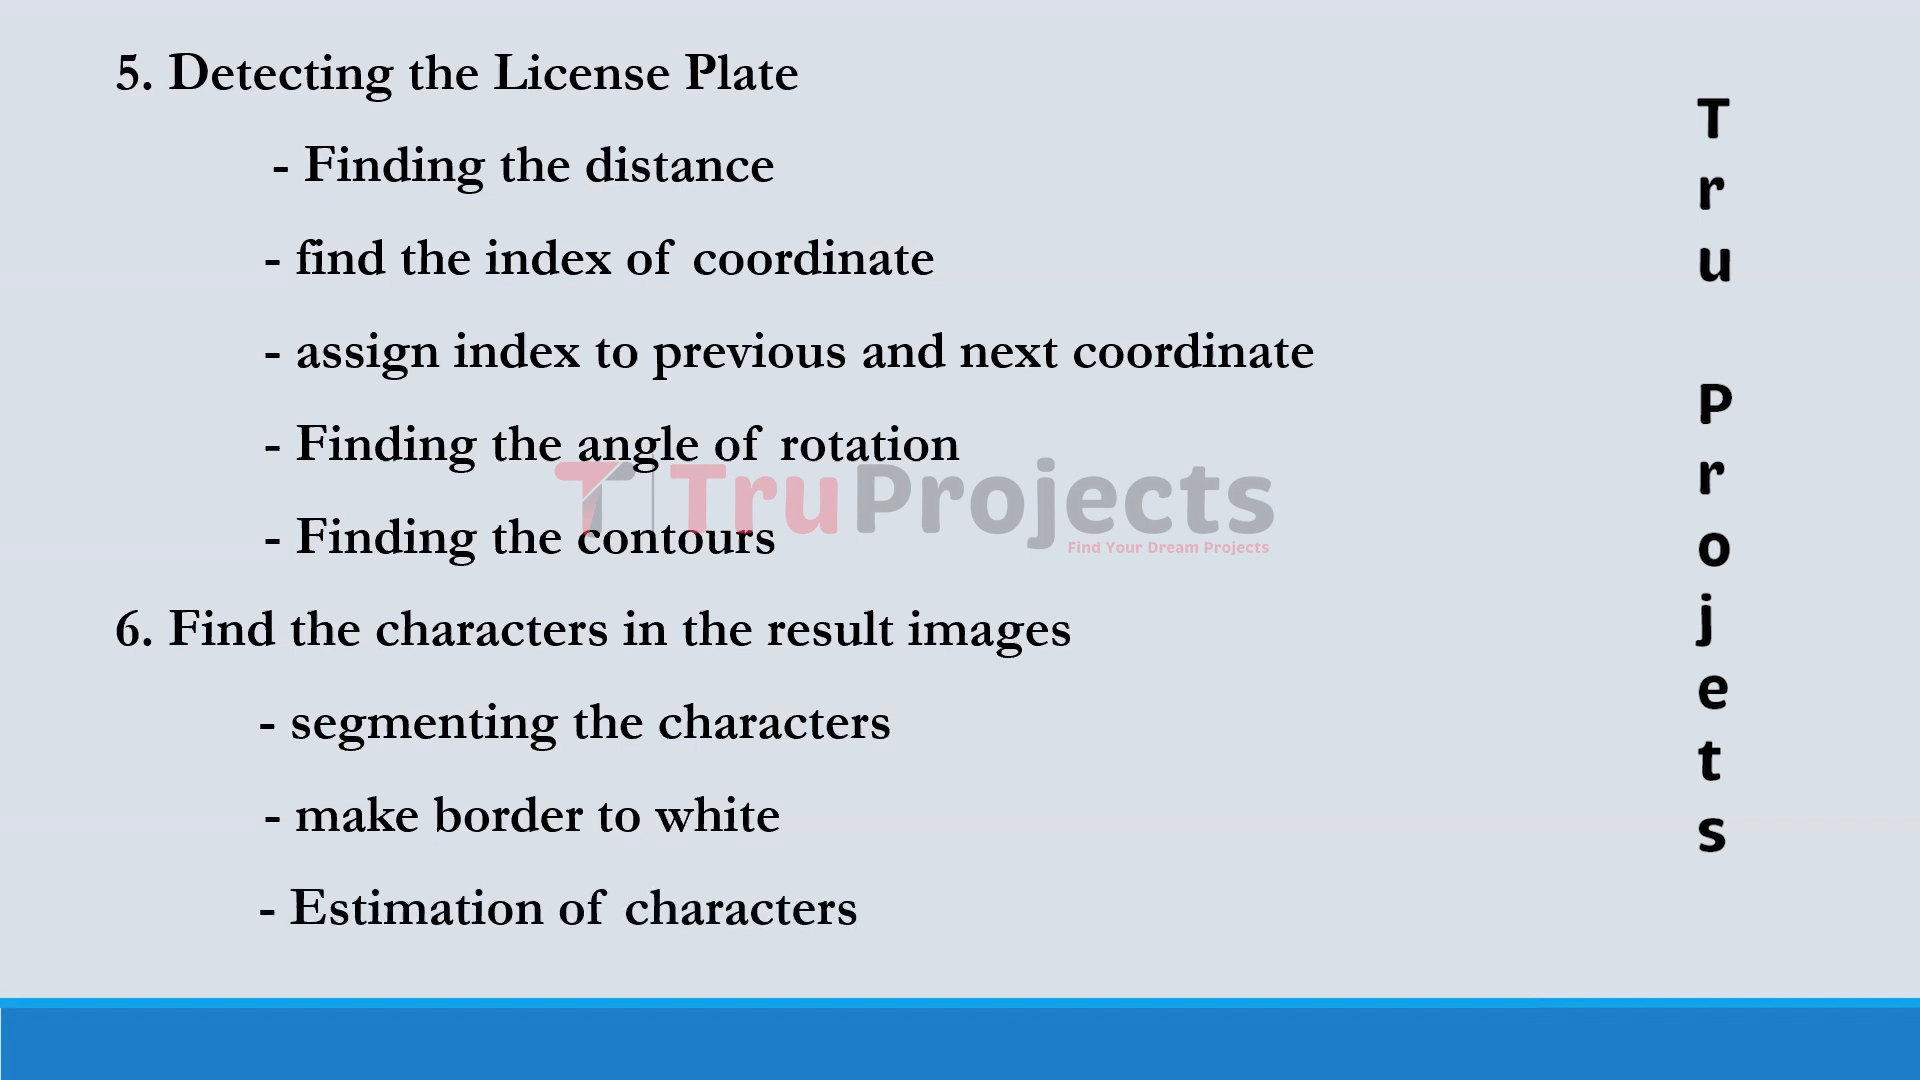 5. Detecting the License Plate
- Finding the distance
- find the index of coordinate
- assign index to previous and next coordinate
- Finding the angle of rotation
- Finding the contours
6. Find the characters in the result images
- segmenting the characters
- make border to white
- Estimation of characters
TruProjects
Find Your Dream Projects
Tru Projets